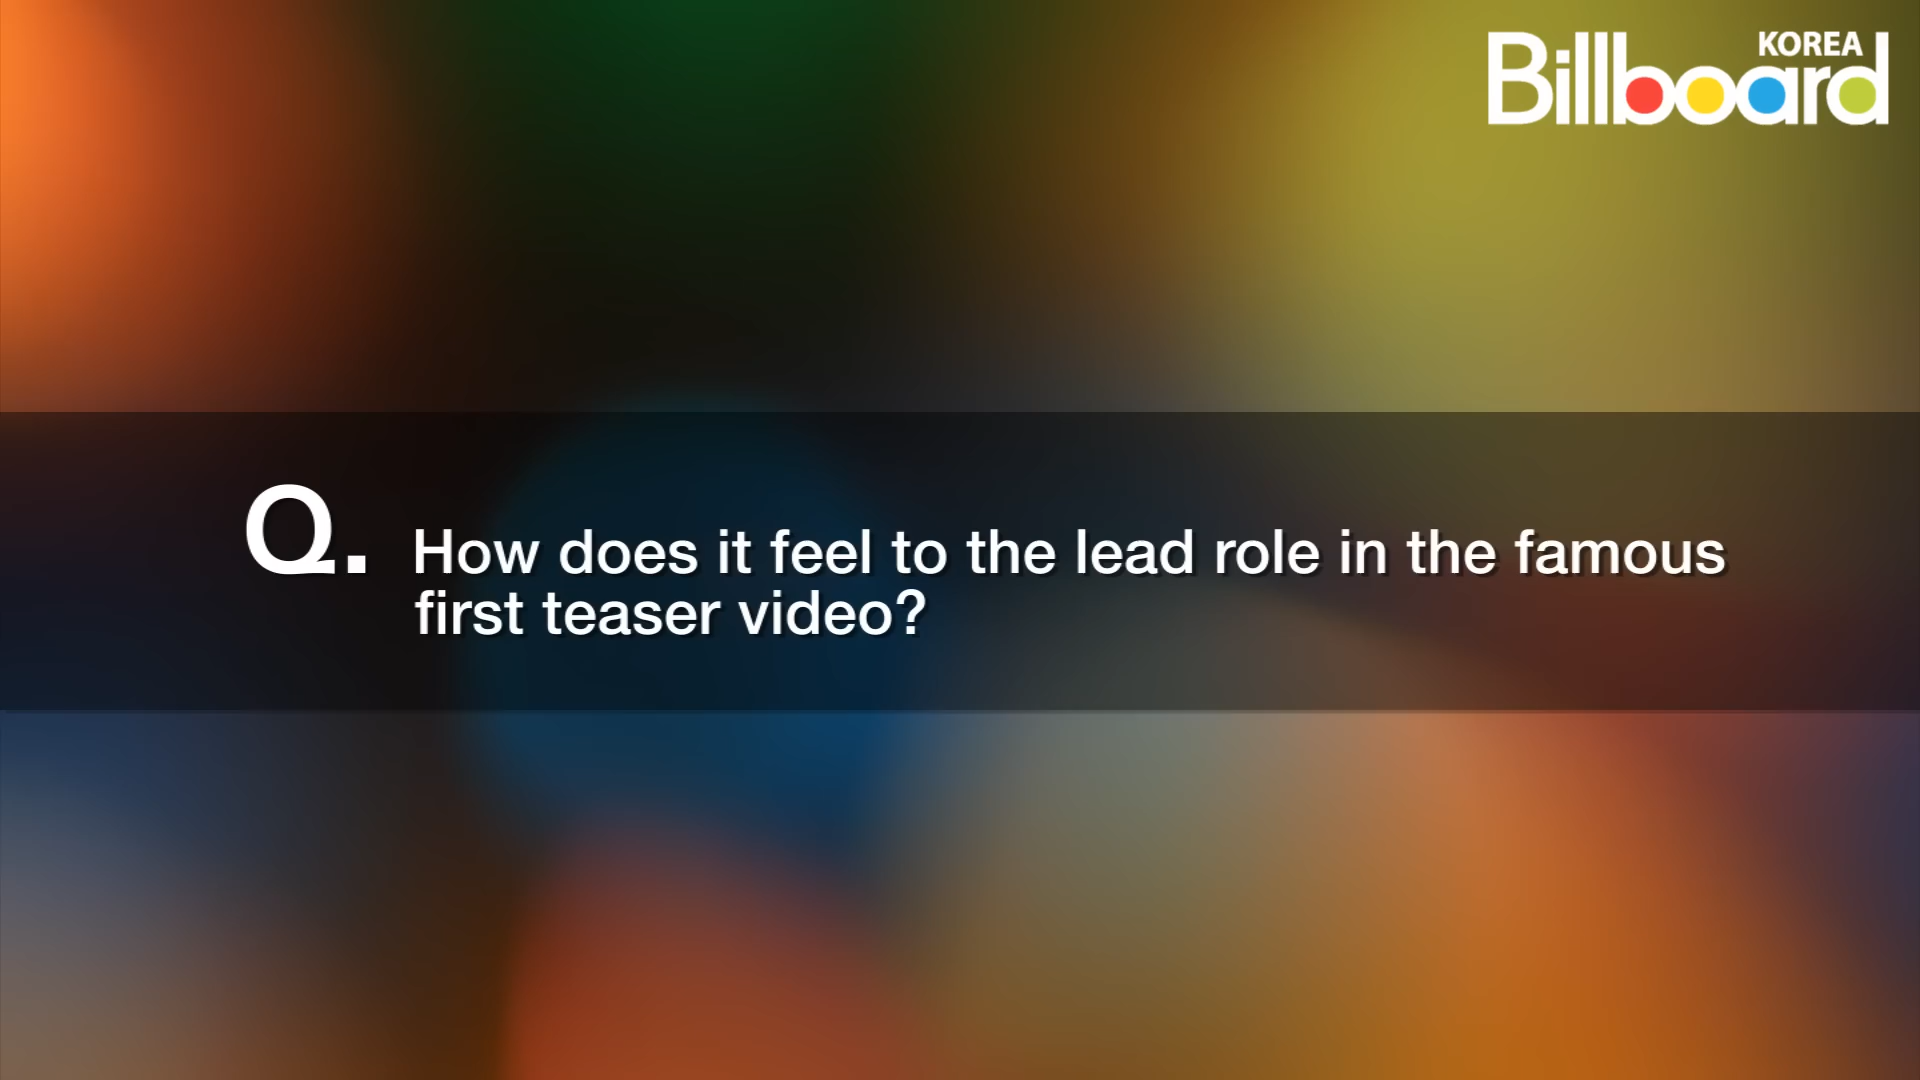 KOREA
Billboard
Q. How does it feel to the lead role in the famous
first teaser video?